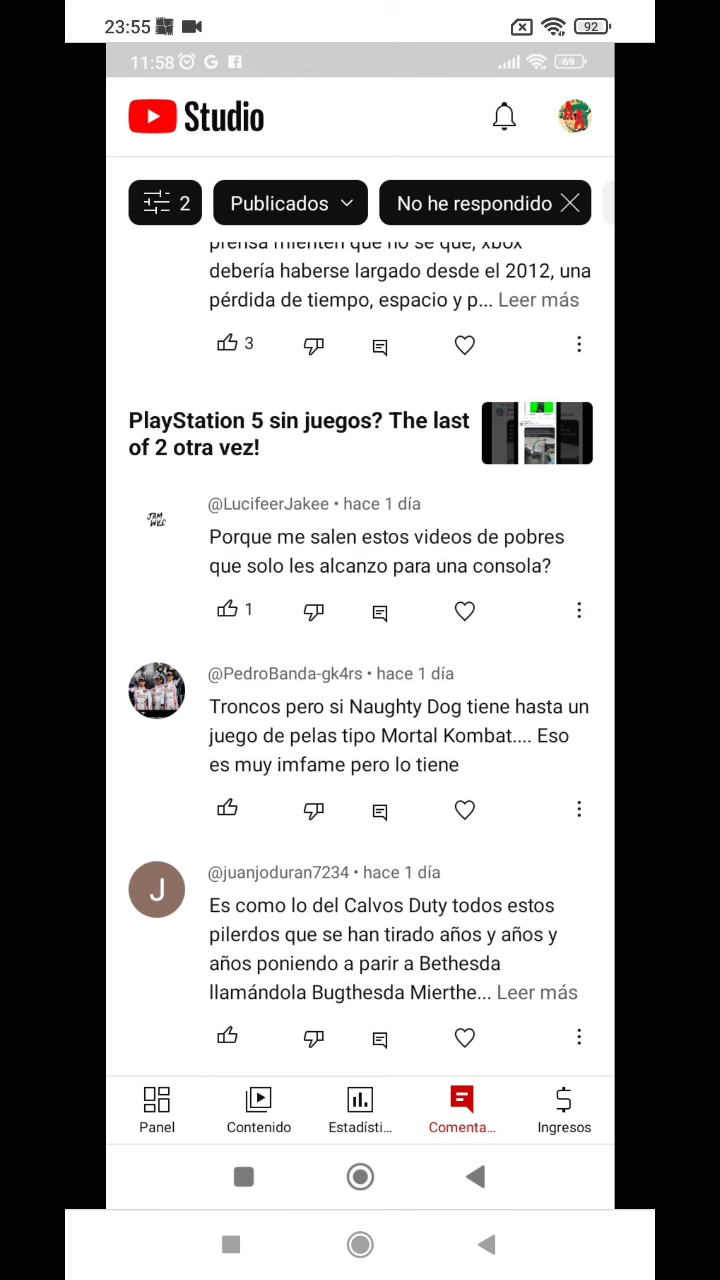 23:55
92
11:58
69
Studio
2
Publicados
No he respondido
prensa mienten que no se que, xbox
debería haberse largado desde el 2012, una
pérdida de tiempo, espacio y p... Leer más
3
PlayStation 5 sin juegos? The last
of 2 otra vez!
@LucifeerJakee • hace 1 día
Porque me salen estos videos de pobres
que solo les alcanzo para una consola?
1
@PedroBanda-gk4rs • hace 1 día
Troncos pero si Naughty Dog tiene hasta un
juego de pelas tipo Mortal Kombat.... Eso
es muy imfame pero lo tiene
J
@juanjoduran7234 • hace 1 día
Es como lo del Calvos Duty todos estos
pilerdos que se han tirado años y años y
años poniendo a parir a Bethesda
llamándola Bugthesda Mierthe... Leer más
Panel
Contenido
Estadísti...
Comenta...
Ingresos